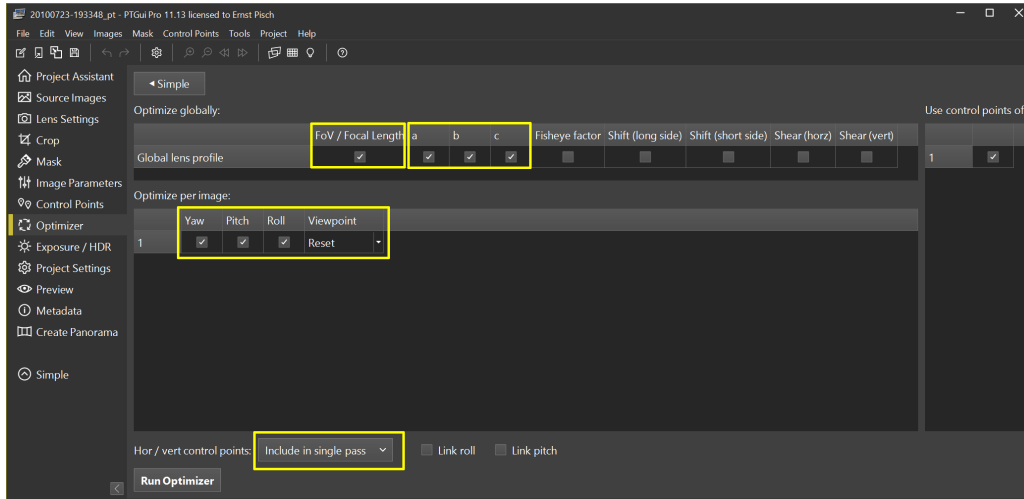 20100723-193348_pt - PTGui Pro 11.13 licensed to Ernst Pisch
File Edit View Images Mask Control Points Tools Project Help
Project Assistant
Source Images
Lens Settings
Crop
Mask
Image Parameters
Control Points
Optimizer
Exposure / HDR
Project Settings
Preview
Metadata
Create Panorama
Simple
Simple
Optimize globally:
FoV / Focal Length a b c Fisheye factor Shift (long side) Shift (short side) Shear (horz) Shear (vert)
Global lens profile
Optimize per image:
Yaw Pitch Roll Viewpoint
1 Reset
Hor / vert control points: Include in single pass Link roll Link pitch
Run Optimizer
Use control points of
1